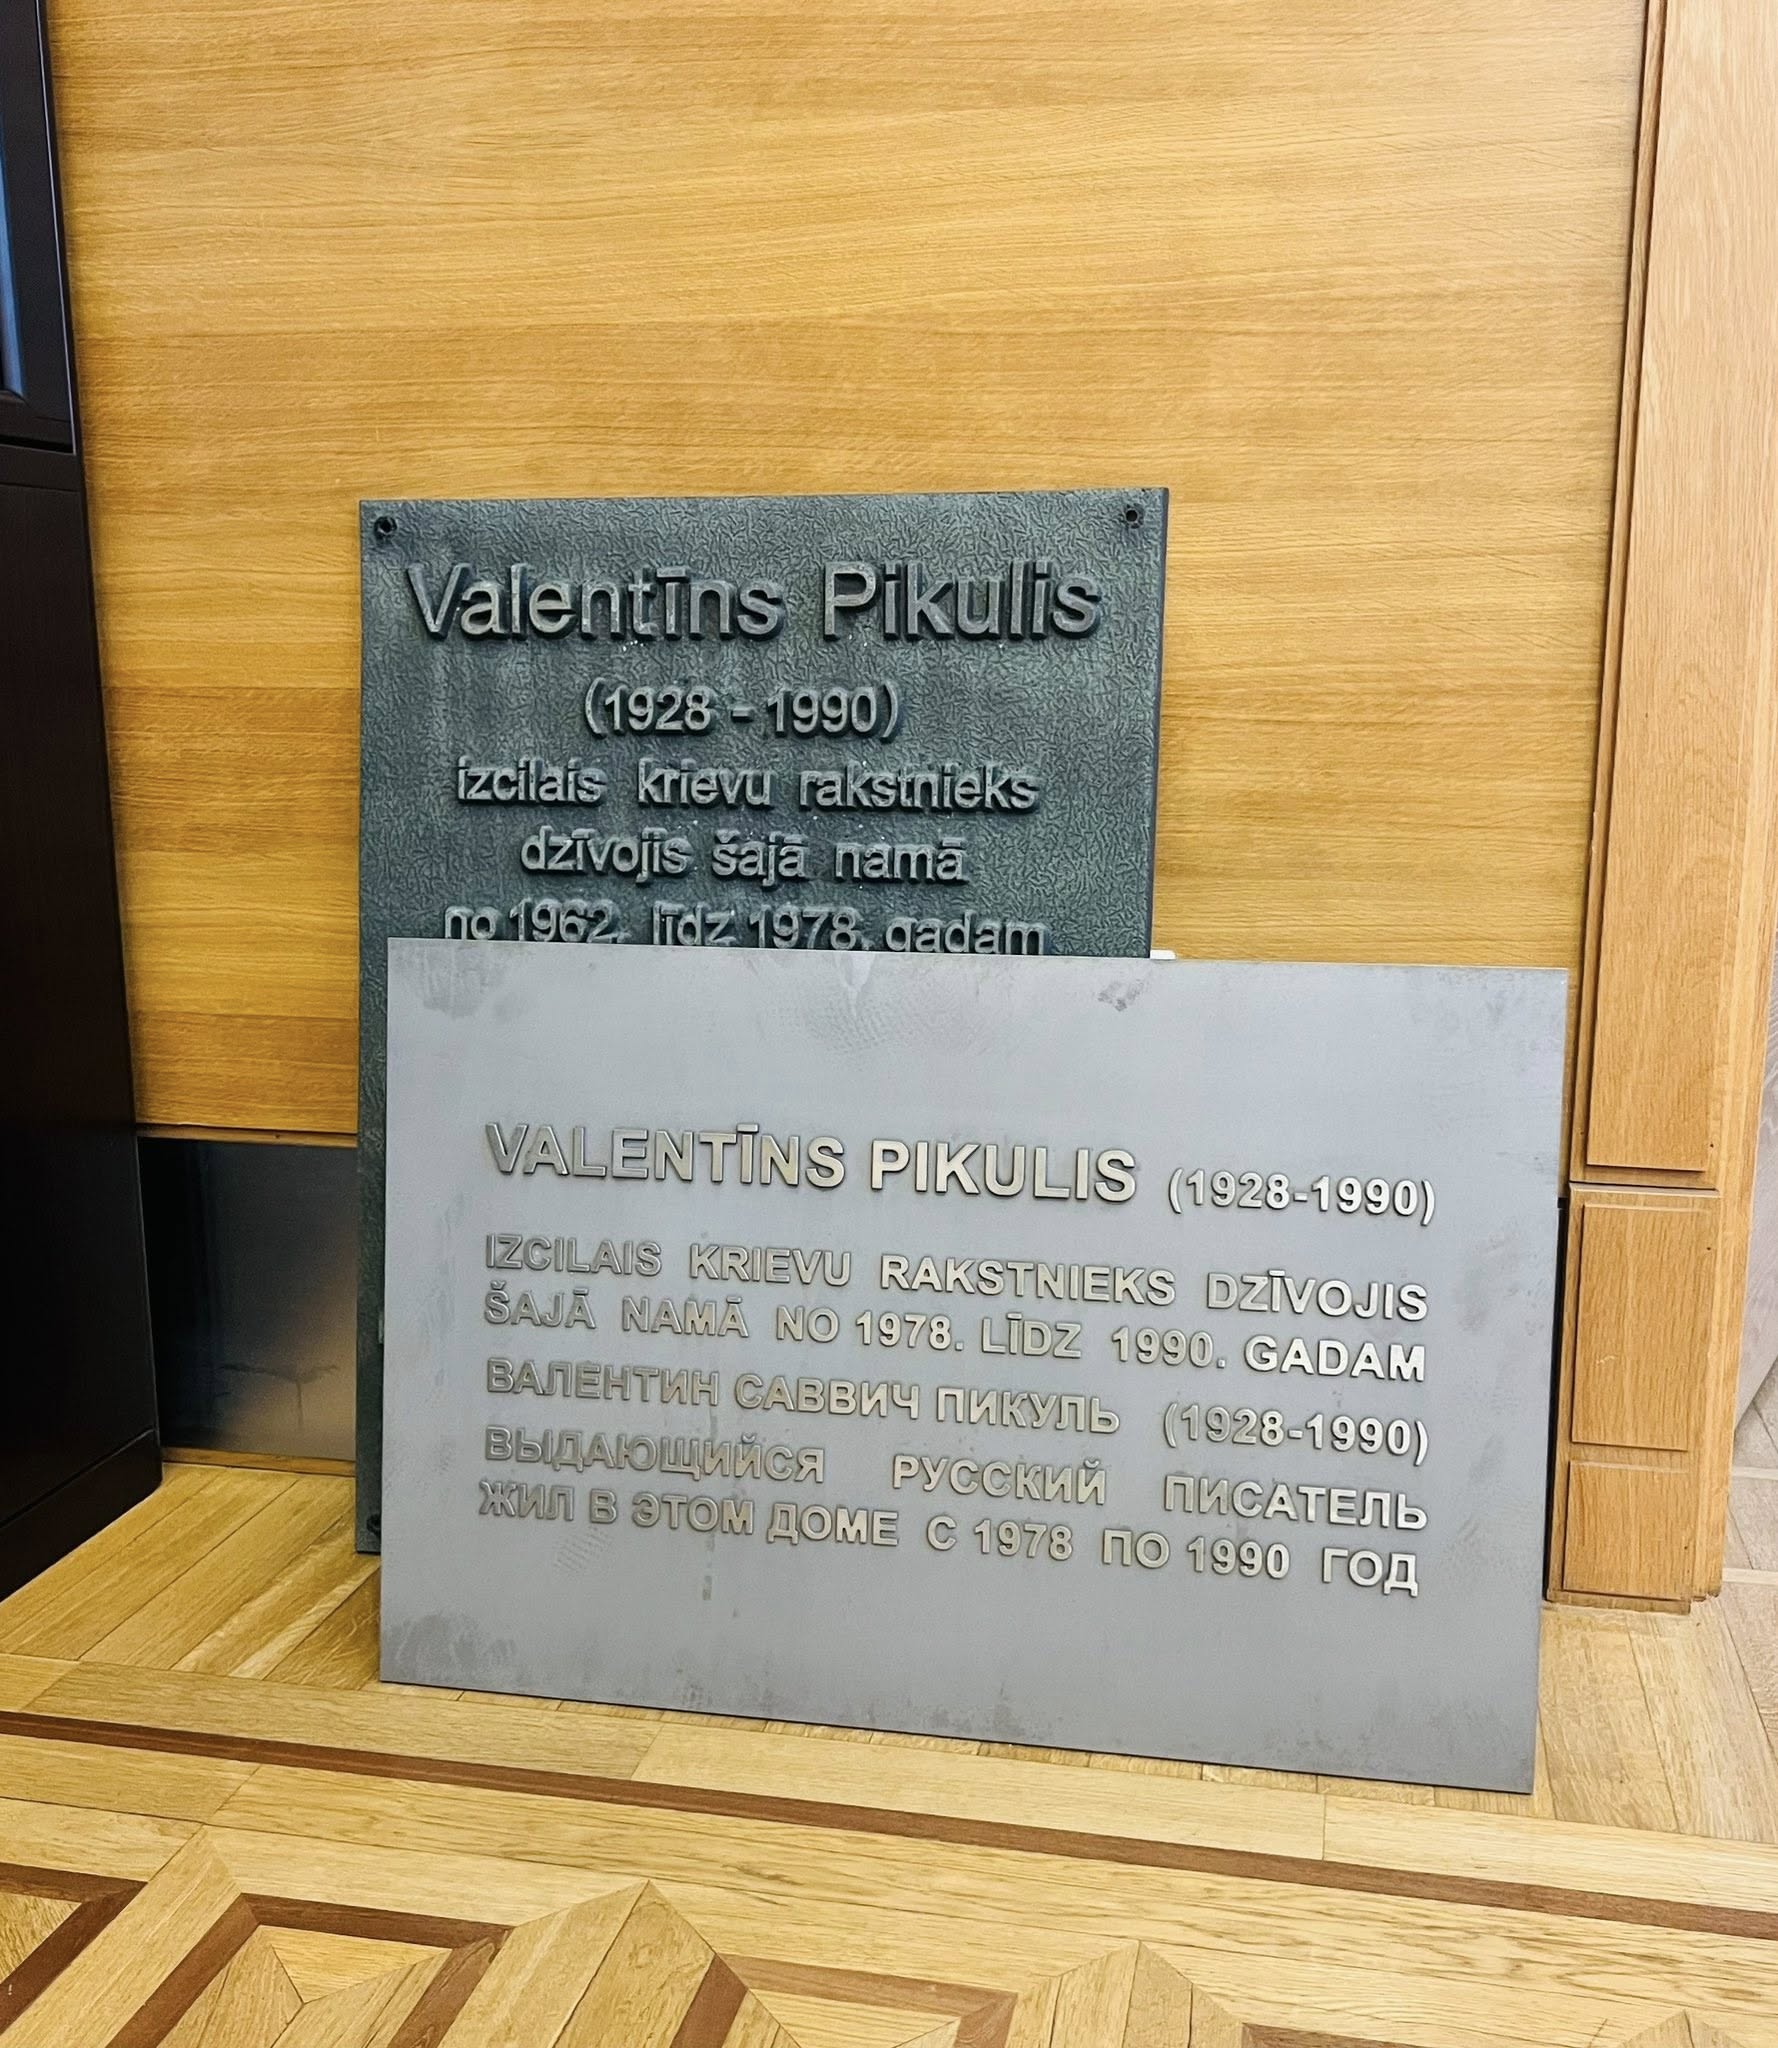 Valentīns Pikulis
(1928 - 1990)
izcilais krievu rakstnieks
dzīvojis šajā namā
no 1962. līdz 1978. gadam
VALENTĪNS PIKULIS (1928-1990)
IZCILAIS KRIEVU RAKSTNIEKS DZĪVOJIS
ŠAJĀ NAMĀ NO 1978. LĪDZ 1990. GADAM
ВАЛЕНТИН САВВИЧ ПИКУЛЬ (1928-1990)
ВЫДАЮЩИЙСЯ РУССКИЙ ПИСАТЕЛЬ
ЖИЛ В ЭТОМ ДОМЕ С 1978 ПО 1990 ГОД